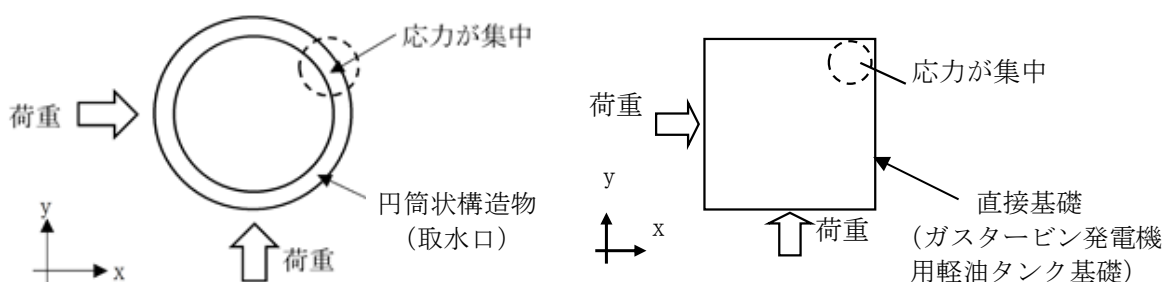 応力が集中
荷重
円筒状構造物
(取水口)
y
x
荷重
応力が集中
荷重
y
x
直接基礎
荷重
(ガスタービン発電機
用軽油タンク基礎)